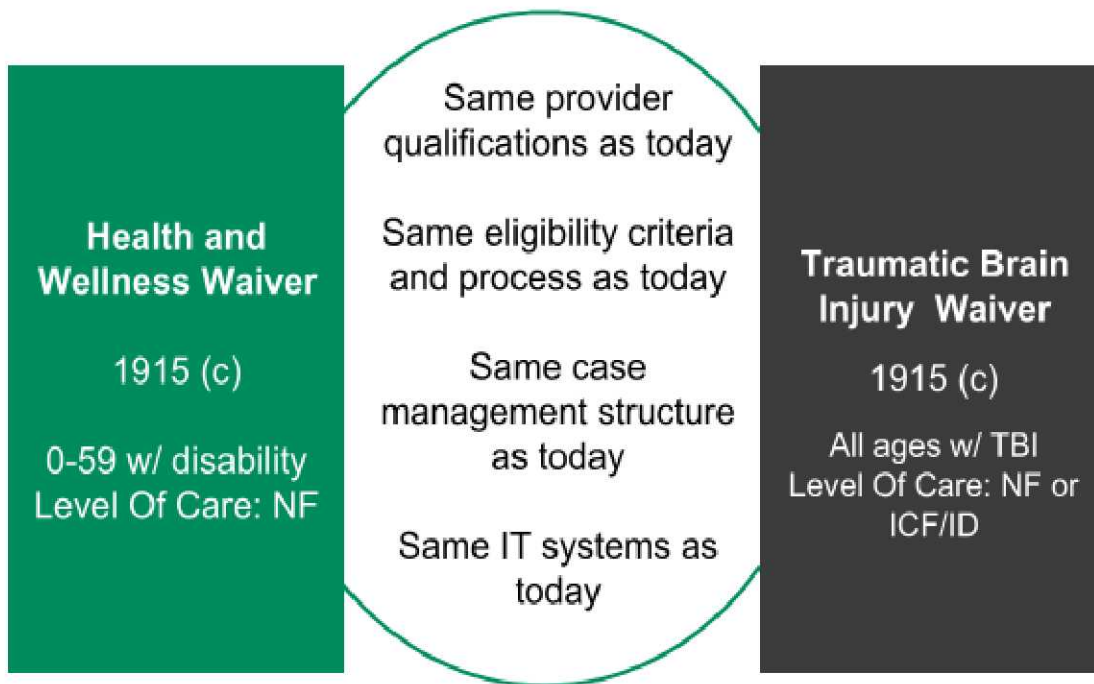 Health and
Wellness Waiver
1915 (c)
0-59 w/ disability
Level Of Care: NF
Same provider
qualifications as today
Same eligibility criteria
and process as today
Same case
management structure
as today
Same IT systems as
today
Traumatic Brain
Injury Waiver
1915 (c)
All ages w/ TBI
Level Of Care: NF or
ICF/ID